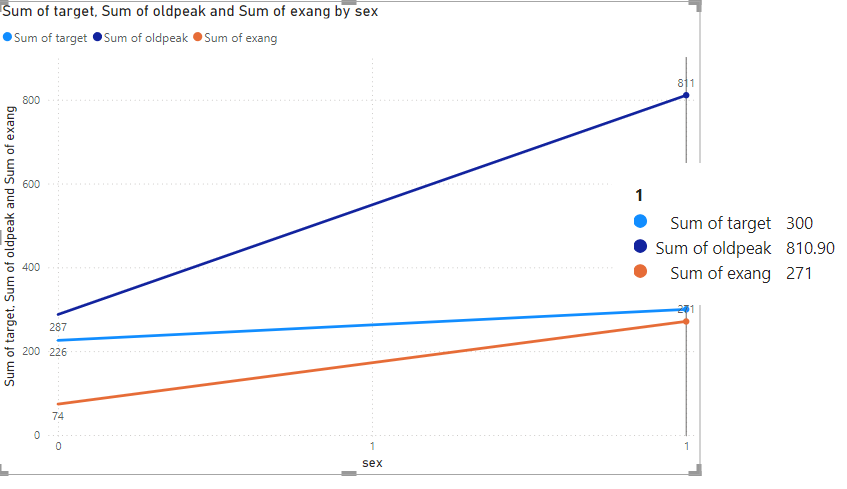 Sum of target, Sum of oldpeak and Sum of exang by sex
Sum of target Sum of oldpeak Sum of exang
Sum of target, Sum of oldpeak and Sum of exang
800
600
400
200
0
811
287
226
74
271
1
Sum of target 300
Sum of oldpeak 810.90
Sum of exang 271
0 1 1
sex